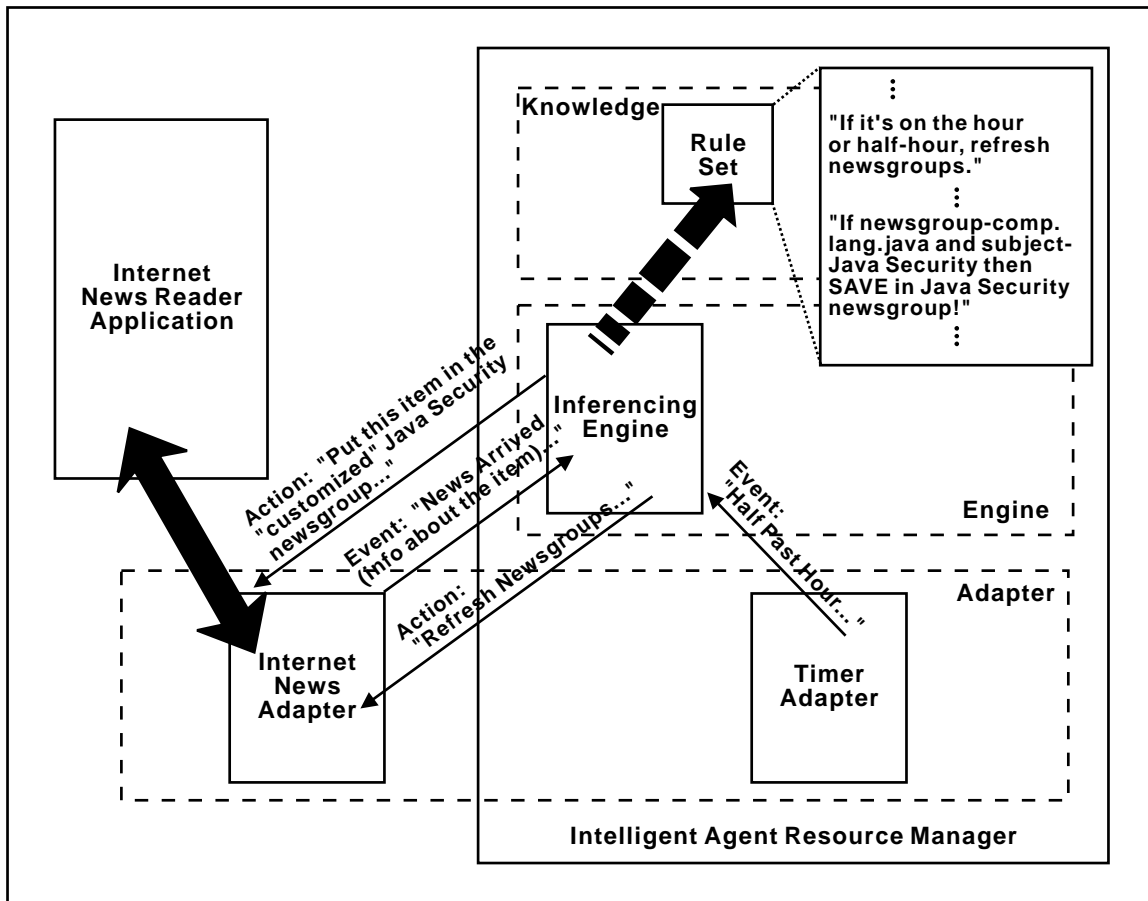 Knowledge
Rule
Set
"If it's on the hour
or half-hour, refresh
newsgroups."
"If newsgroup-comp.
lang.java and subject-
Java Security then
SAVE in Java Security
newsgroup!"
Internet
News Reader
Application
Inferencing
Engine
Engine
Action: "Put this item in the
"customized" Java Security
newsgroup..."
Event: "News Arriyed
(info about the item)..."
Action:
"Refresh Newsgroups..."
Event:
"Half Past Hour... "
Adapter
Internet
News
Adapter
Timer
Adapter
Intelligent Agent Resource Manager